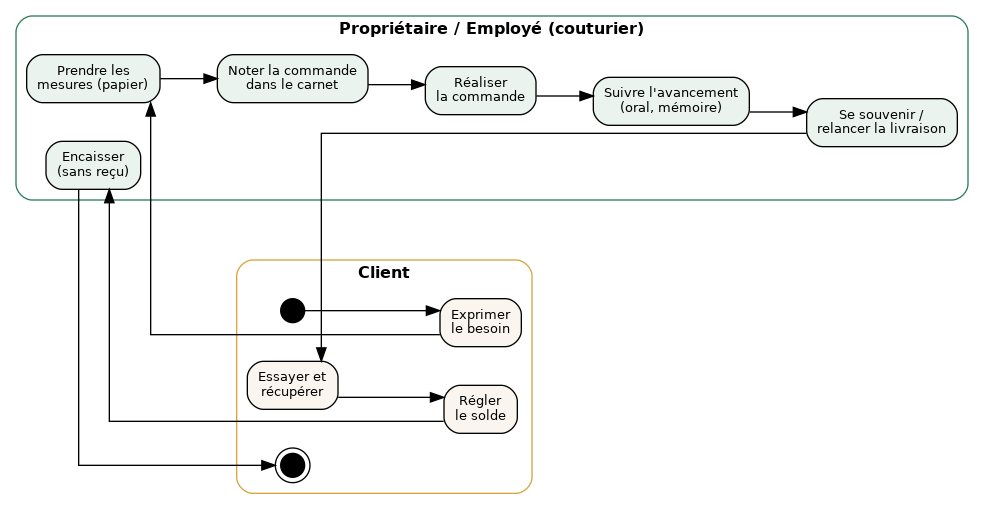 Propriétaire / Employé (couturier)
Prendre les
mesures (papier)
Noter la commande
dans le carnet
Réaliser
la commande
Suivre l'avancement
(oral, mémoire)
Se souvenir /
relancer la livraison
Encaisser
(sans reçu)
Client
Exprimer
le besoin
Essayer et
récupérer
Régler
le solde